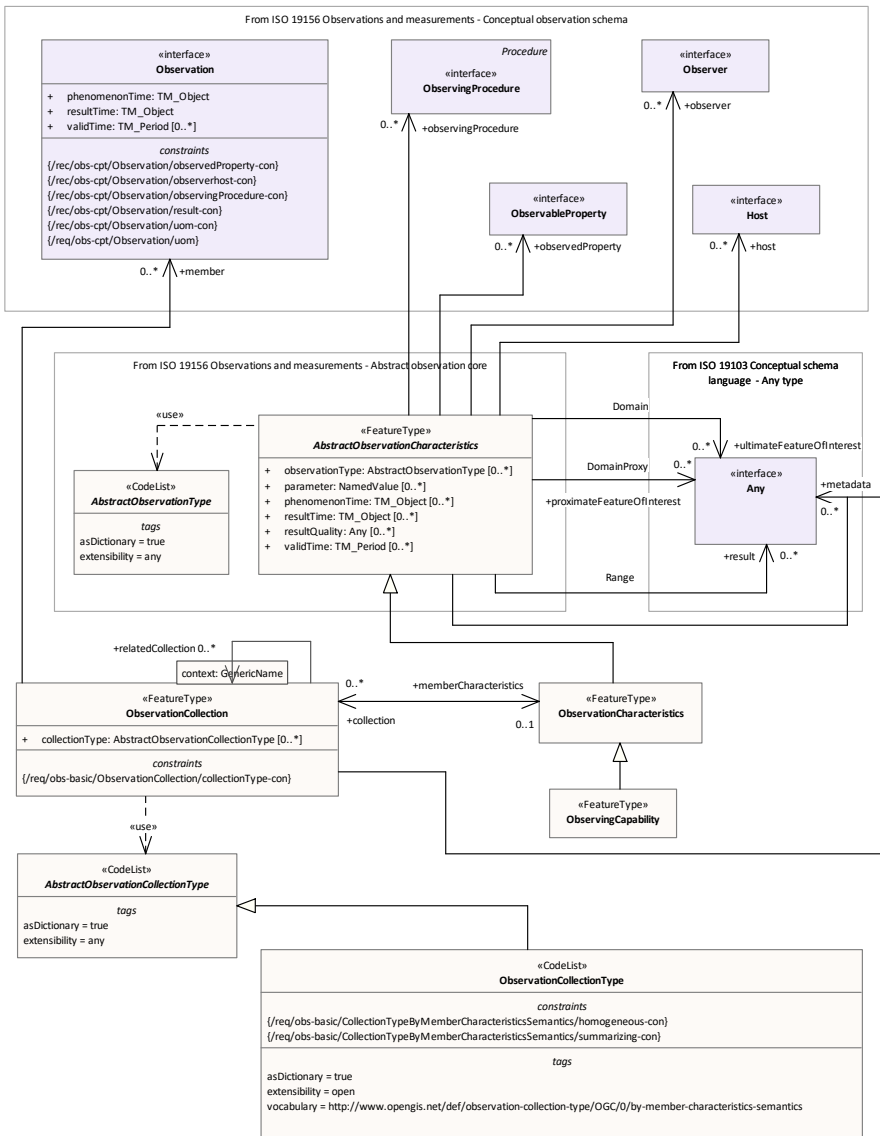 From ISO 19156 Observations and measurements - Conceptual observation schema
«interface»
Observation
+ phenomenonTime: TM_Object
+ resultTime: TM_Object
+ validTime: TM_Period [0..*]
constraints
{/rec/obs-cpt/Observation/observedProperty-con}
{/rec/obs-cpt/Observation/observerhost-con}
{/rec/obs-cpt/Observation/observingProcedure-con}
{/rec/obs-cpt/Observation/result-con}
{/rec/obs-cpt/Observation/uom-con}
{/req/obs-cpt/Observation/uom}
0..* +member
Procedure
«interface»
ObservingProcedure
0..* +observingProcedure
«interface»
Observer
0..* +observer
«interface»
ObservableProperty
0..* +observedProperty
«interface»
Host
0..* +host
From ISO 19156 Observations and measurements - Abstract observation core
From ISO 19103 Conceptual schema
language - Any type
«use»
«CodeList»
AbstractObservationType
tags
asDictionary = true
extensibility = any
«FeatureType»
AbstractObservationCharacteristics
+ observationType: AbstractObservationType [0..*]
+ parameter: NamedValue [0..*]
+ phenomenonTime: TM_Object [0..*]
+ resultTime: TM_Object [0..*]
+ resultQuality: Any [0..*]
+ validTime: TM_Period [0..*]
Domain
0..* +ultimateFeatureOfInterest
DomainProxy
0..*
+proximateFeatureOfInterest
«interface»
Any
+metadata
0..*
+result 0..*
Range
+relatedCollection 0..*
context: GenericName
«FeatureType»
ObservationCollection
+ collectionType: AbstractObservationCollectionType [0..*]
constraints
{/req/obs-basic/ObservationCollection/collectionType-con}
0..* +memberCharacteristics
+collection
0..1
«FeatureType»
ObservationCharacteristics
«FeatureType»
ObservingCapability
«use»
«CodeList»
AbstractObservationCollectionType
tags
asDictionary = true
extensibility = any
«CodeList»
ObservationCollectionType
constraints
{/req/obs-basic/CollectionTypeByMemberCharacteristicsSemantics/homogeneous-con}
{/req/obs-basic/CollectionTypeByMemberCharacteristicsSemantics/summarizing-con}
tags
asDictionary = true
extensibility = open
vocabulary = http://www.opengis.net/def/observation-collection-type/OGC/0/by-member-characteristics-semantics